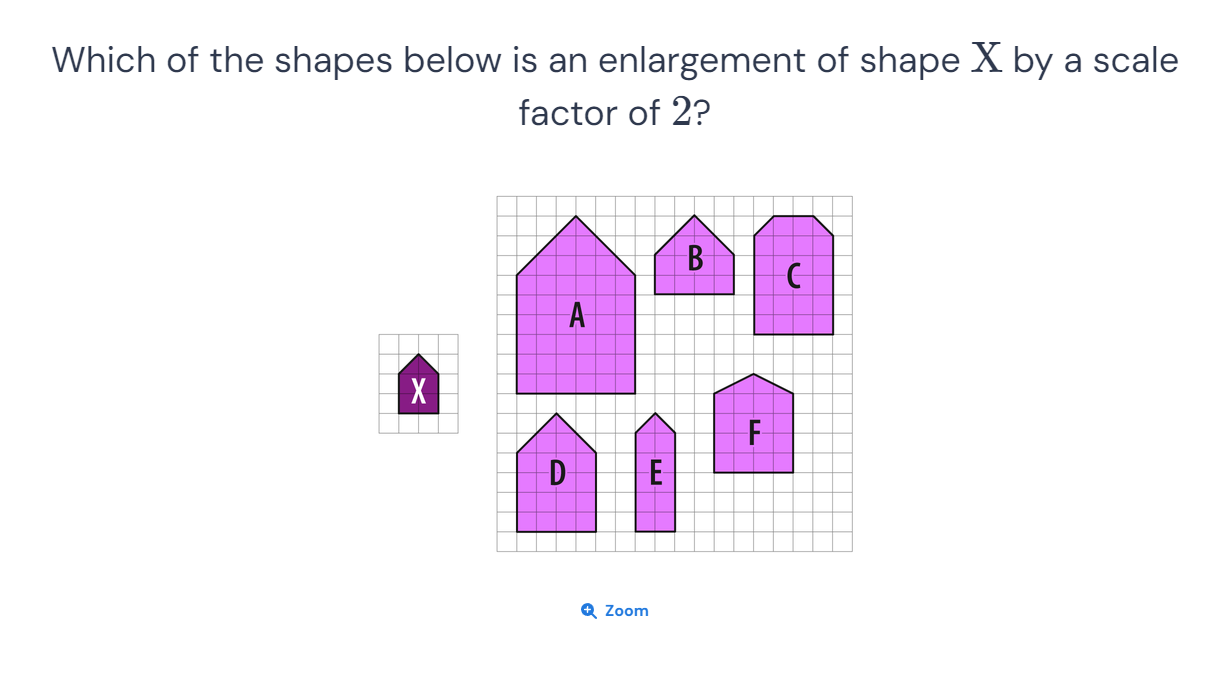 Which of the shapes below is an enlargement of shape X by a scale
factor of 2?
A
B
C
X
D
E
F
Zoom